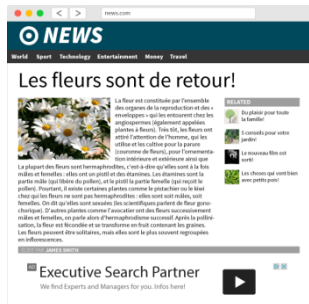 news.com
NEWS
World Sport Technology Entertainment Money Travel
Les fleurs sont de retour!
La fleur est constituée par l'ensemble
des organes de la reproduction et des «
enveloppes » qui les entourent chez les
angiospermes (également appelées
plantes à fleurs). Très tôt, les fleurs ont
attiré l'attention de l'homme, qui les
utilise et les cultive pour la parure
(couronne de fleurs), pour l'ornementa-
tion intérieure et extérieure ainsi que
La plupart des fleurs sont hermaphrodites, c'est-à-dire qu'elles sont à la fois
mâles et femelles : elles ont un pistil et des étamines. Les étamines sont la
partie mâle (qui libère du pollen), et le pistil la partie femelle (qui reçoit le
pollen). Pourtant, il existe certaines plantes comme le pistachier ou le kiwi
chez qui les fleurs ne sont pas hermaphrodites : elles sont soit mâles, soit
femelles. On dit qu'elles sont sexuées (les scientifiques parlent de fleur gono-
chorique). D'autres plantes comme l'avocatier ont des fleurs successivement
mâles et femelles, on parle alors d'hermaphrodisme successif. Après la pollini-
sation, la fleur est fécondée et se transforme en fruit contenant les graines.
Les fleurs peuvent être solitaires, mais elles sont le plus souvent regroupées
en inflorescences.
ÉCRIT PAR JAMES SMITH
RELATED
Du plaisir pour toute
la famille!
5 conseils pour votre
jardin!
Le nouveau film est
sorti!
Les choses qui vont bien
avec petits pois!
AD
Executive Search Partner
We find Experts and Managers for you. Infos here!